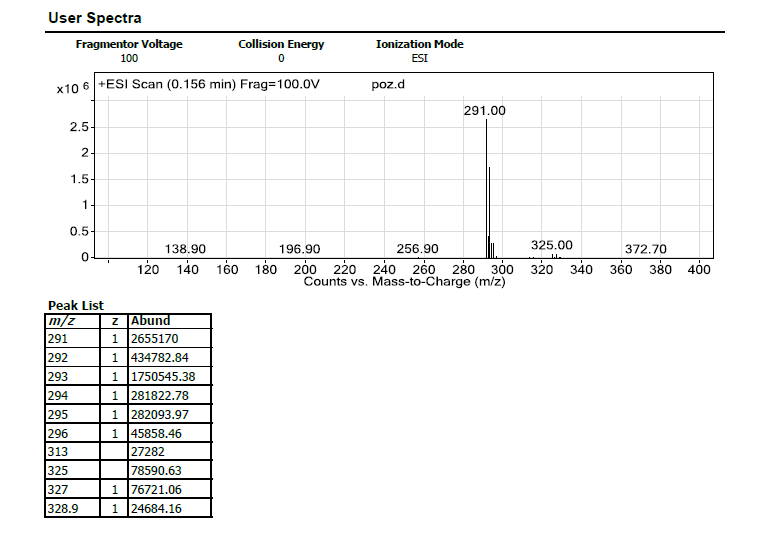 User Spectra
Fragmentor Voltage Collision Energy Ionization Mode
100 0 ESI
x10 6 +ESI Scan (0.156 min) Frag=100.0V poz.d
291.00
2.5
2
1.5
1
0.5
138.90 196.90 256.90 325.00 372.70
0
120 140 160 180 200 220 240 260 280 300 320 340 360 380 400
Counts vs. Mass-to-Charge (m/z)
Peak List
m/z z Abund
291 1 2655170
292 1 434782.84
293 1 1750545.38
294 1 281822.78
295 1 282093.97
296 1 45858.46
313 27282
325 78590.63
327 1 76721.06
328.9 1 24684.16